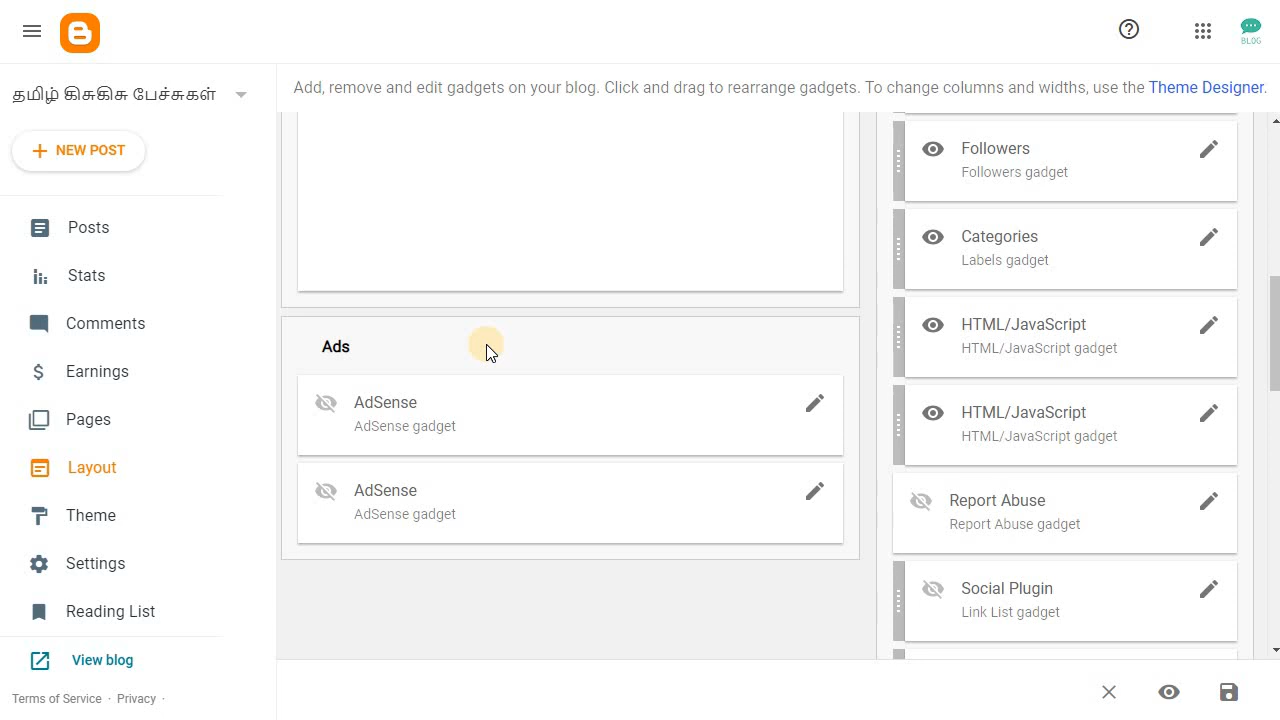 BLOG
தமிழ் கிசுகிசு பேச்சுகள்
Add, remove and edit gadgets on your blog. Click and drag to rearrange gadgets. To change columns and widths, use the Theme Designer.
NEW POST
Posts
Stats
Comments
Earnings
Pages
Layout
Theme
Settings
Reading List
View blog
Terms of Service · Privacy ·
Ads
AdSense
AdSense gadget
AdSense
AdSense gadget
Followers
Followers gadget
Categories
Labels gadget
HTML/JavaScript
HTML/JavaScript gadget
HTML/JavaScript
HTML/JavaScript gadget
Report Abuse
Report Abuse gadget
Social Plugin
Link List gadget